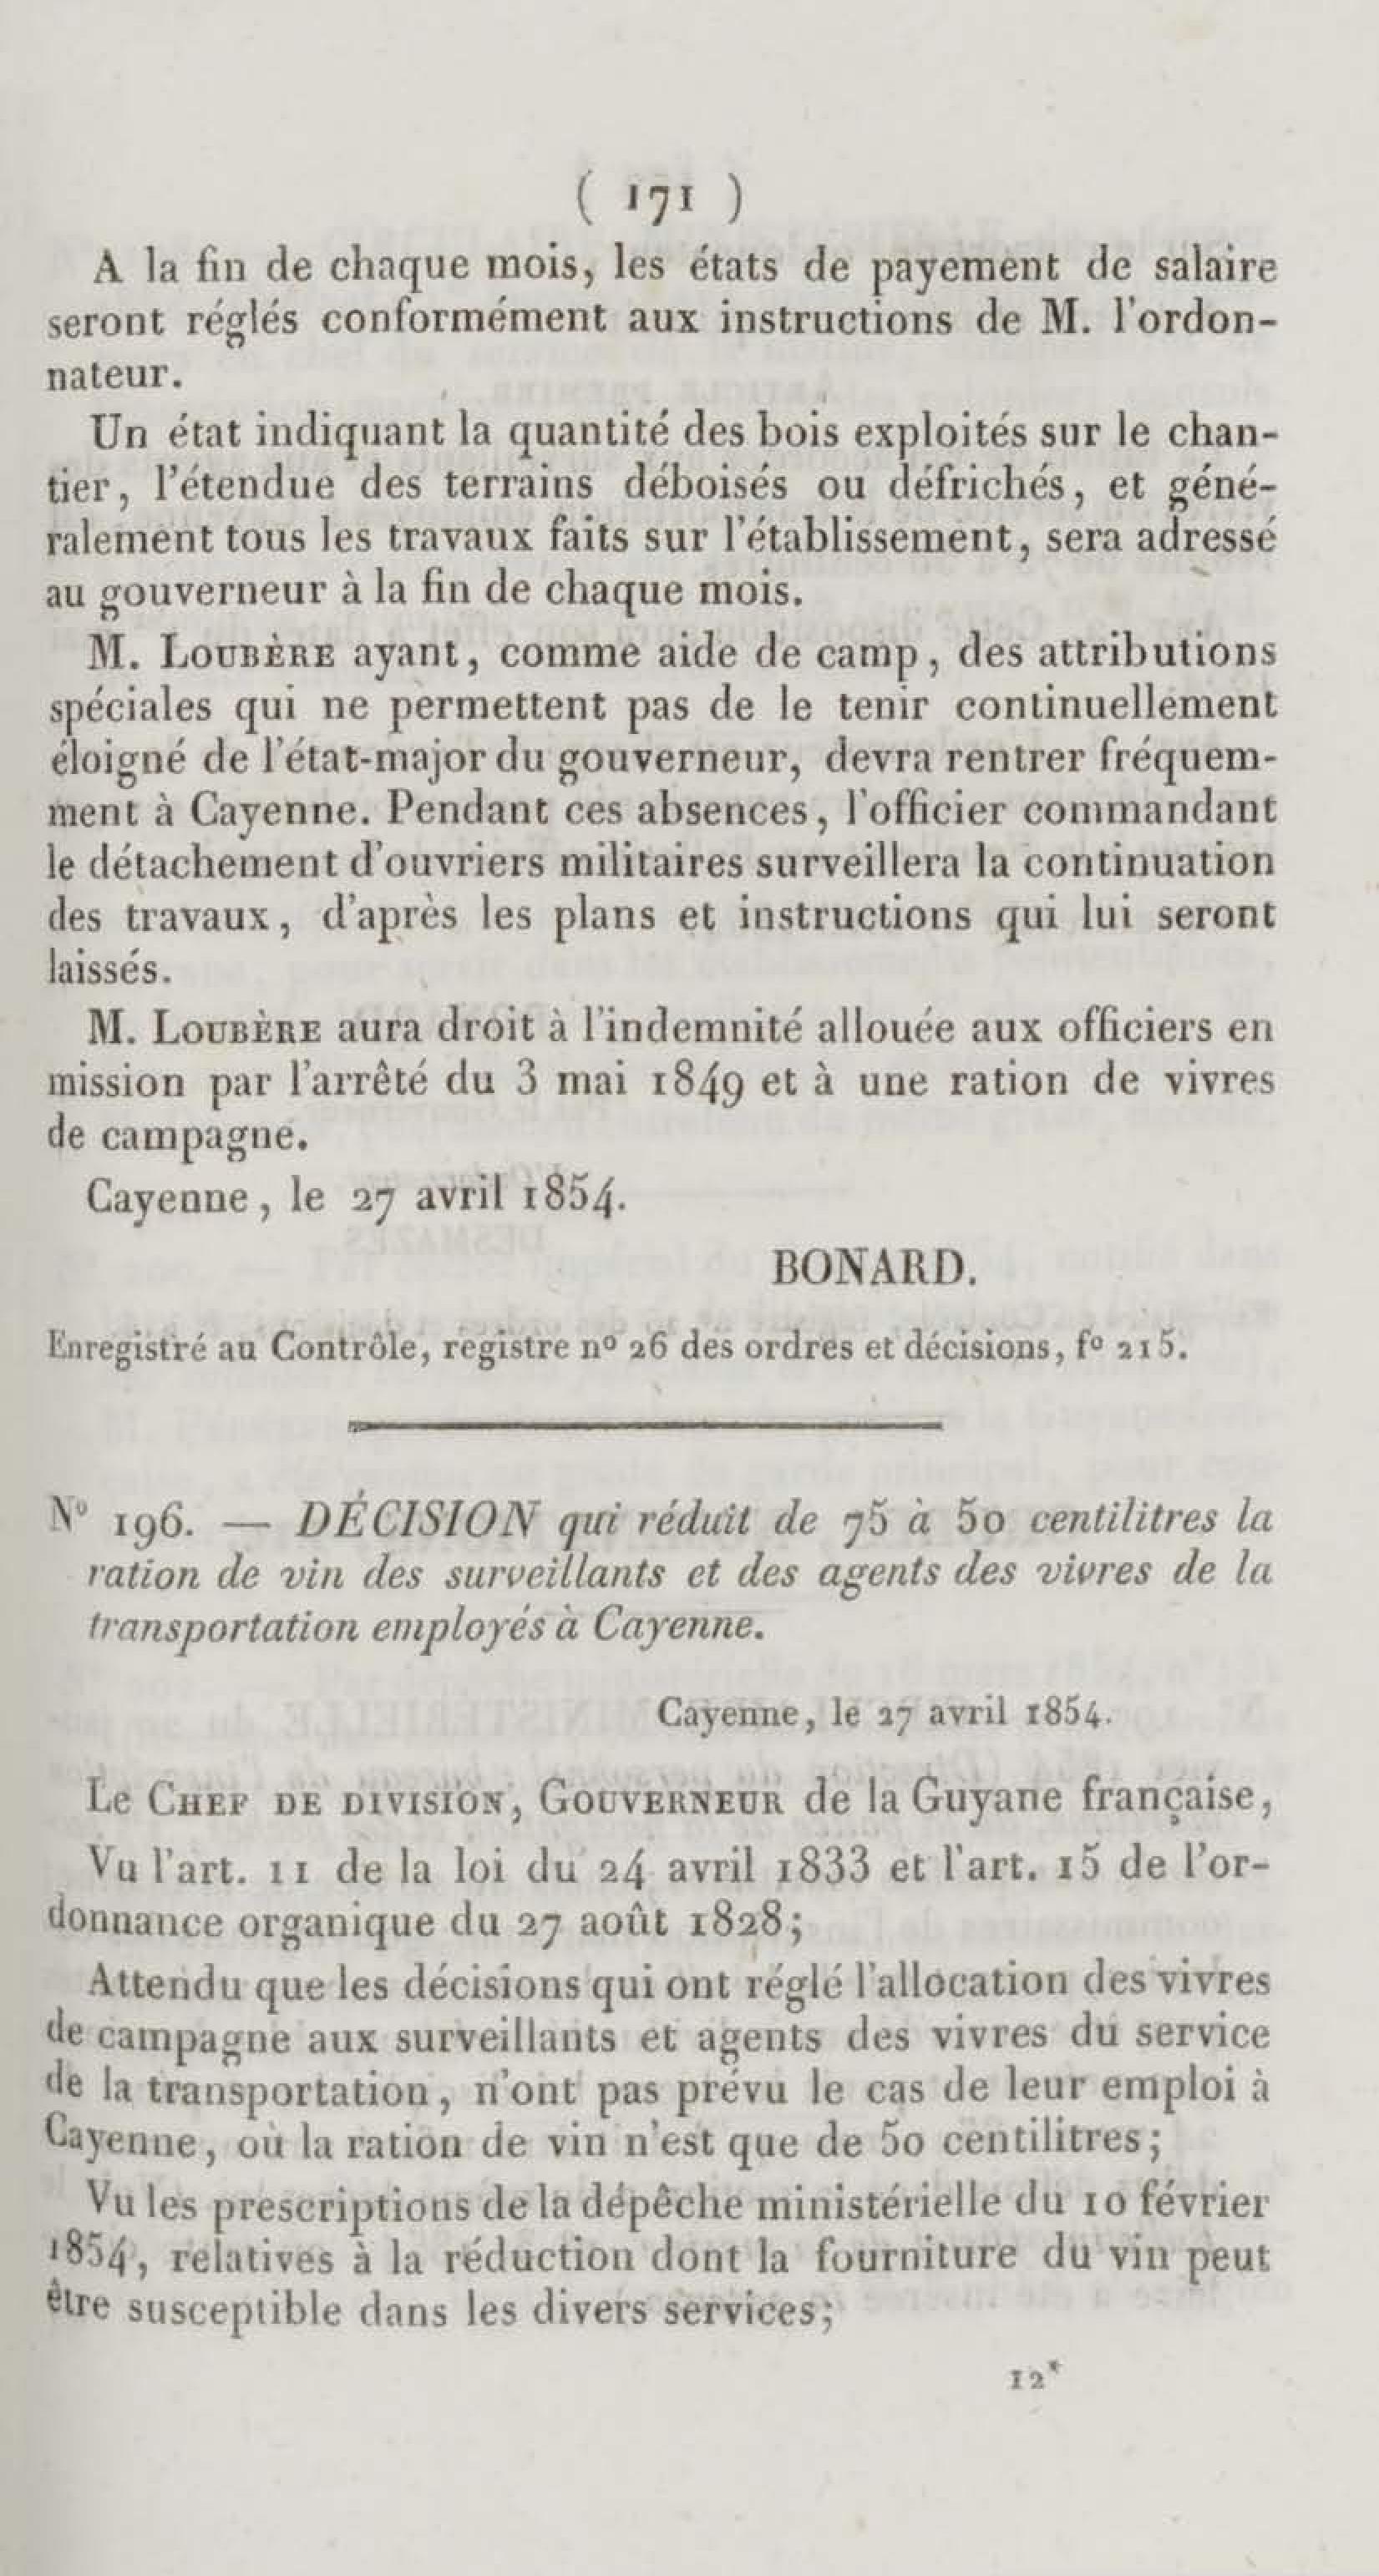 ( 171 )
A la fin de chaque mois, les états de payement de salaire
seront réglés conformément aux instructions de M. l'ordon-
nateur.
Un état indiquant la quantité des bois exploités sur le chan-
tier, l'étendue des terrains déboisés ou défrichés, et géné-
ralement tous les travaux faits sur l'établissement, sera adressé
au gouverneur à la fin de chaque mois.
M. LOUBÈRE ayant, comme aide de camp, des attributions
spéciales qui ne permettent pas de le tenir continuellement
éloigné de l'état-major du gouverneur, devra rentrer fréquem-
ment à Cayenne. Pendant ces absences, l'officier commandant
le détachement d'ouvriers militaires surveillera la continuation
des travaux, d'après les plans et instructions qui lui seront
laissés.
M. LOUBÈRE aura droit à l'indemnité allouée aux officiers en
mission par l'arrêté du 3 mai 1849 et à une ration de vivres
de campagne.
Cayenne, le 27 avril 1854.
BONARD.
Enregistré au Contrôle, registre nº 26 des ordres et décisions, fº 215.
Nº 196. — DÉCISION qui réduit de 75 à 50 centilitres la
ration de vin des surveillants et des agents des vivres de la
transportation employés à Cayenne.
Cayenne, le 27 avril 1854.
LE CHEF DE DIVISION, GOUVERNEUR de la Guyane française,
Vu l'art. 11 de la loi du 24 avril 1833 et l'art. 15 de l'or-
donnance organique du 27 août 1828;
Attendu que les décisions qui ont réglé l'allocation des vivres
de campagne aux surveillants et agents des vivres du service
de la transportation, n'ont pas prévu le cas de leur emploi à
Cayenne, où la ration de vin n'est que de 50 centilitres;
Vu les prescriptions de la dépêche ministérielle du 10 février
1854, relatives à la réduction dont la fourniture du vin peut
être susceptible dans les divers services;
12*